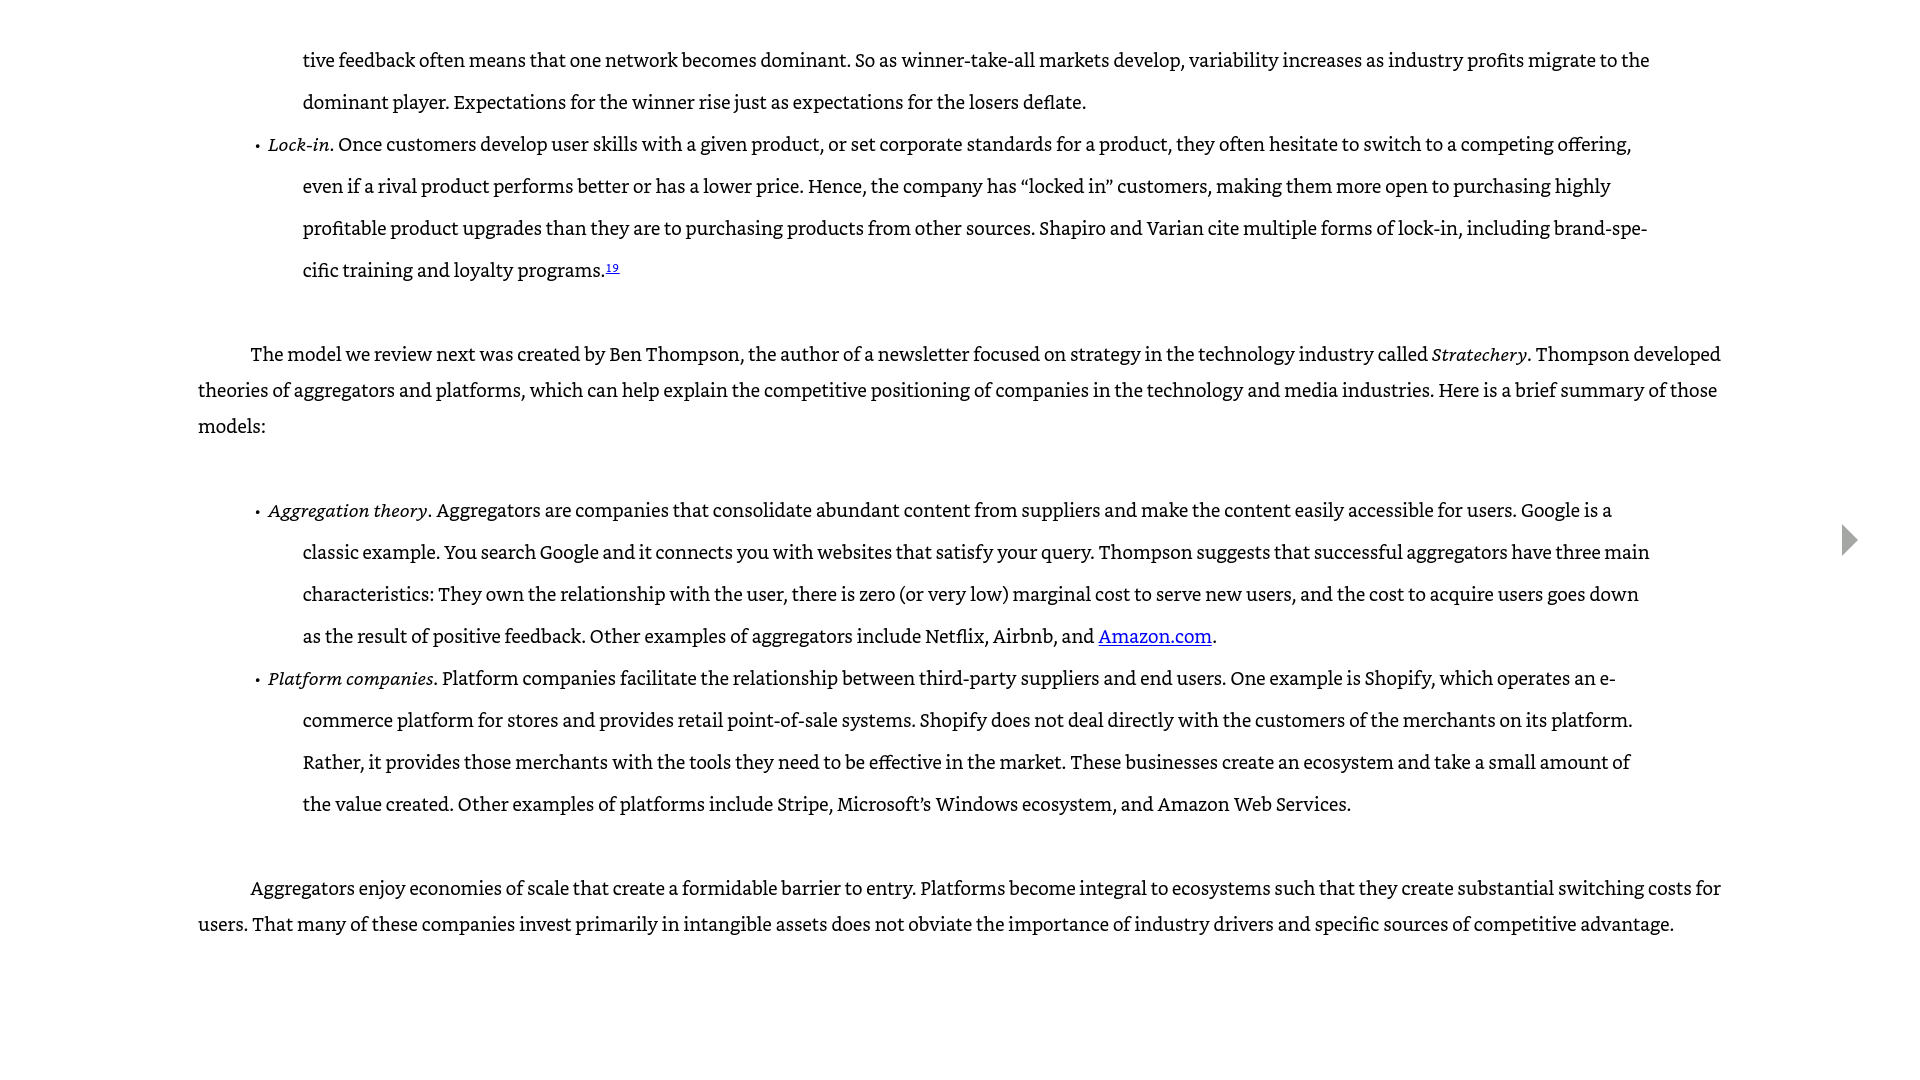 tive feedback often means that one network becomes dominant. So as winner-take-all markets develop, variability increases as industry profits migrate to the
dominant player. Expectations for the winner rise just as expectations for the losers deflate.
• Lock-in. Once customers develop user skills with a given product, or set corporate standards for a product, they often hesitate to switch to a competing offering,
even if a rival product performs better or has a lower price. Hence, the company has “locked in” customers, making them more open to purchasing highly
profitable product upgrades than they are to purchasing products from other sources. Shapiro and Varian cite multiple forms of lock-in, including brand-spe-
cific training and loyalty programs.19
The model we review next was created by Ben Thompson, the author of a newsletter focused on strategy in the technology industry called Stratechery. Thompson developed
theories of aggregators and platforms, which can help explain the competitive positioning of companies in the technology and media industries. Here is a brief summary of those
models:
• Aggregation theory. Aggregators are companies that consolidate abundant content from suppliers and make the content easily accessible for users. Google is a
classic example. You search Google and it connects you with websites that satisfy your query. Thompson suggests that successful aggregators have three main
characteristics: They own the relationship with the user, there is zero (or very low) marginal cost to serve new users, and the cost to acquire users goes down
as the result of positive feedback. Other examples of aggregators include Netflix, Airbnb, and Amazon.com.
• Platform companies. Platform companies facilitate the relationship between third-party suppliers and end users. One example is Shopify, which operates an e-
commerce platform for stores and provides retail point-of-sale systems. Shopify does not deal directly with the customers of the merchants on its platform.
Rather, it provides those merchants with the tools they need to be effective in the market. These businesses create an ecosystem and take a small amount of
the value created. Other examples of platforms include Stripe, Microsoft’s Windows ecosystem, and Amazon Web Services.
Aggregators enjoy economies of scale that create a formidable barrier to entry. Platforms become integral to ecosystems such that they create substantial switching costs for
users. That many of these companies invest primarily in intangible assets does not obviate the importance of industry drivers and specific sources of competitive advantage.